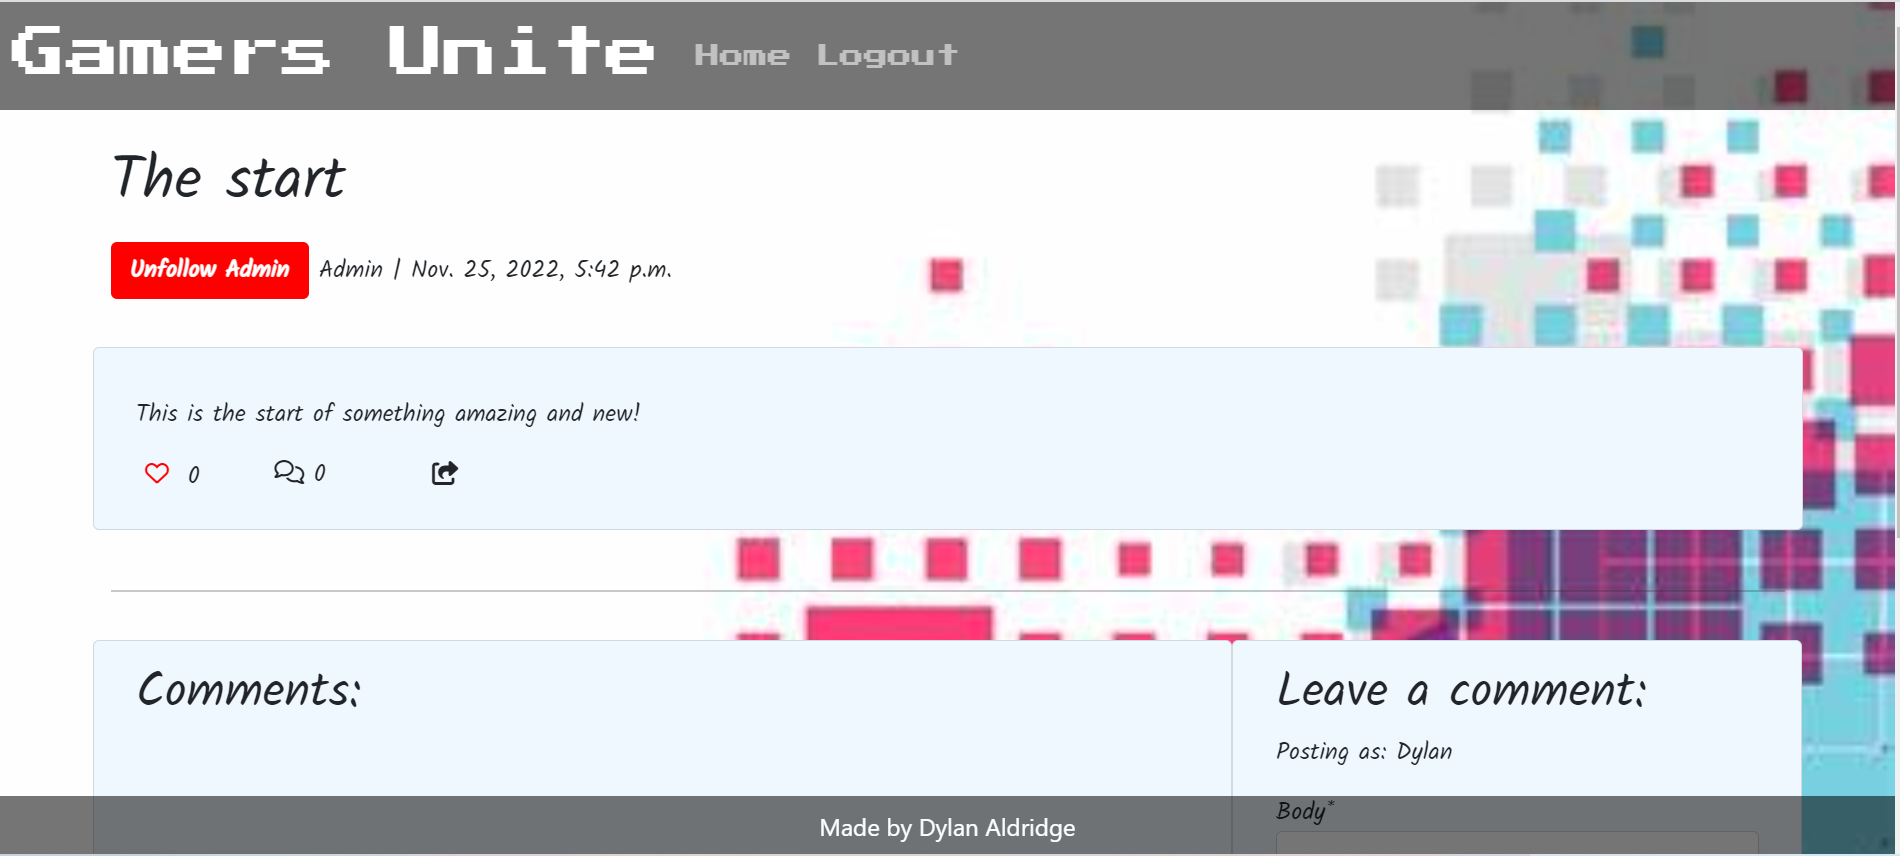 Gamers Unite Home Logout
The start
Unfollow Admin Admin | Nov. 25, 2022, 5:42 p.m.
This is the start of something amazing and new!
0 0
Comments:
Leave a comment:
Posting as: Dylan
Body*
Made by Dylan Aldridge